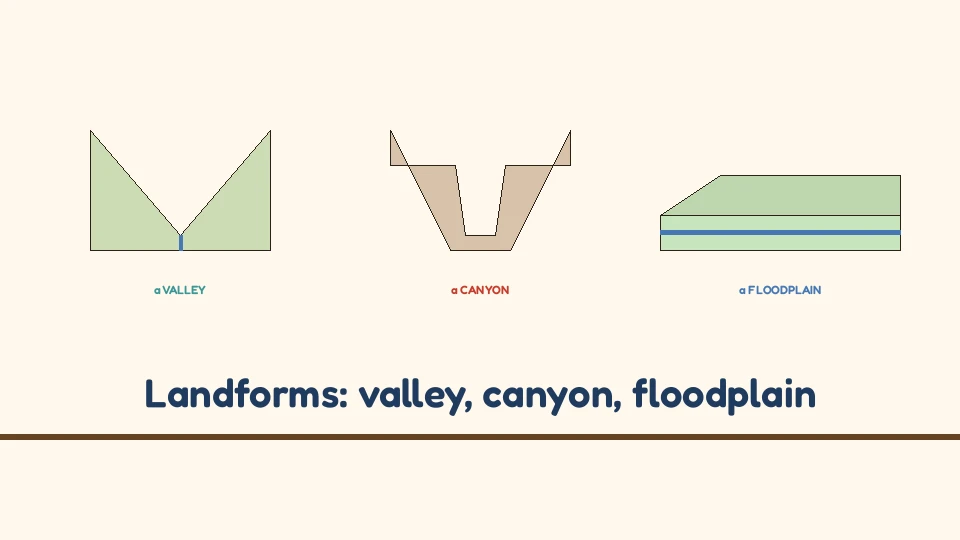 a VALLEY
a CANYON
a FLOODPLAIN
Landforms: valley, canyon, floodplain